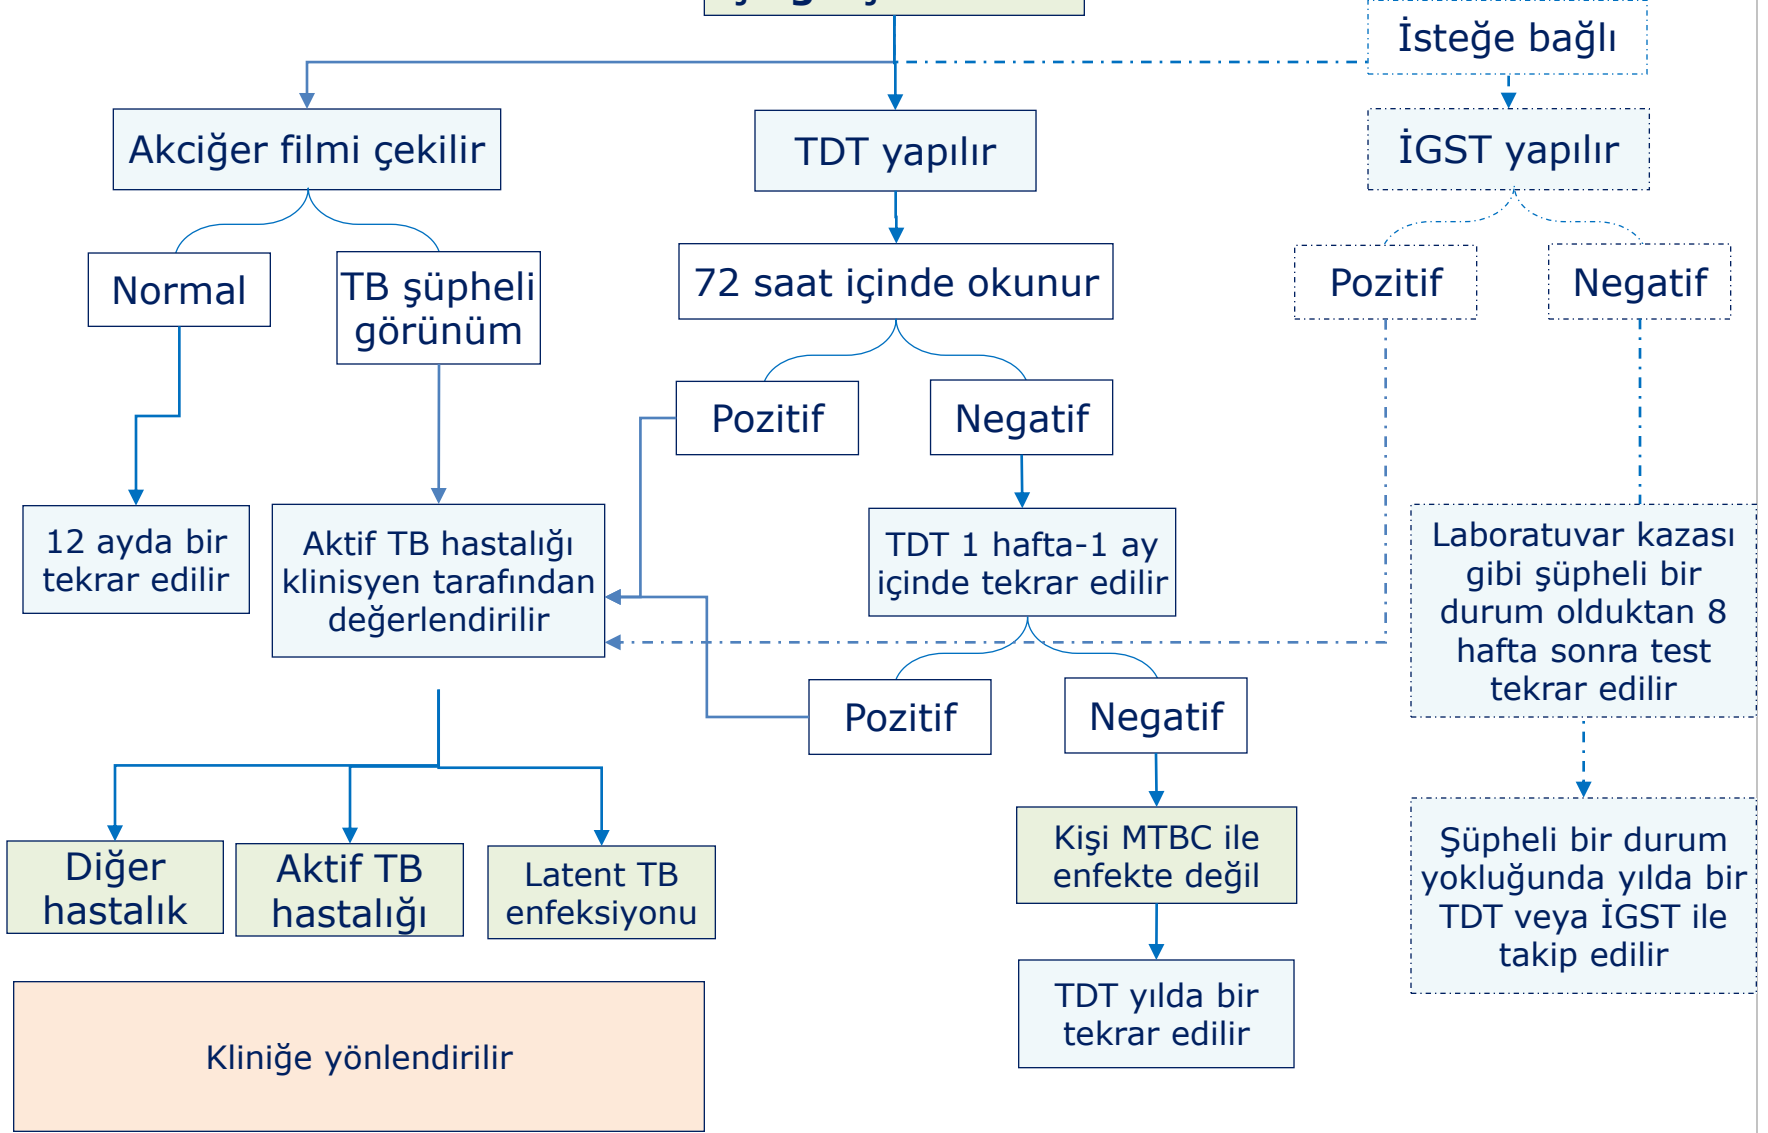 İsteğe bağlı
Akciğer filmi çekilir
TDT yapılır
İGST yapılır
Normal
TB şüpheli
görünüm
72 saat içinde okunur
Pozitif
Negatif
Pozitif
Negatif
12 ayda bir
tekrar edilir
Aktif TB hastalığı
klinisyen tarafından
değerlendirilir
TDT 1 hafta-1 ay
içinde tekrar edilir
Laboratuvar kazası
gibi şüpheli bir
durum olduktan 8
hafta sonra test
tekrar edilir
Pozitif
Negatif
Diğer
hastalık
Aktif TB
hastalığı
Latent TB
enfeksiyonu
Kişi MTBC ile
enfekte değil
Şüpheli bir durum
yokluğunda yılda bir
TDT veya İGST ile
takip edilir
TDT yılda bir
tekrar edilir
Kliniğe yönlendirilir